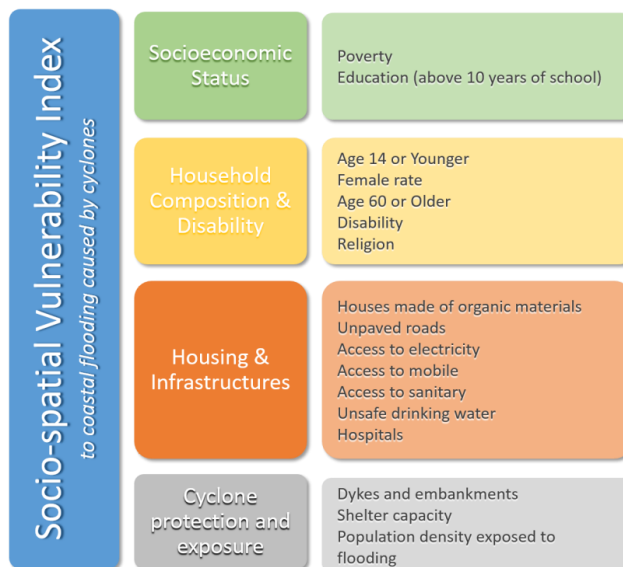 Socio-spatial Vulnerability Index
to coastal flooding caused by cyclones
Socioeconomic
Status
Poverty
Education (above 10 years of school)
Household
Composition &
Disability
Age 14 or Younger
Female rate
Age 60 or Older
Disability
Religion
Housing &
Infrastructures
Houses made of organic materials
Unpaved roads
Access to electricity
Access to mobile
Access to sanitary
Unsafe drinking water
Hospitals
Cyclone
protection and
exposure
Dykes and embankments
Shelter capacity
Population density exposed to
flooding